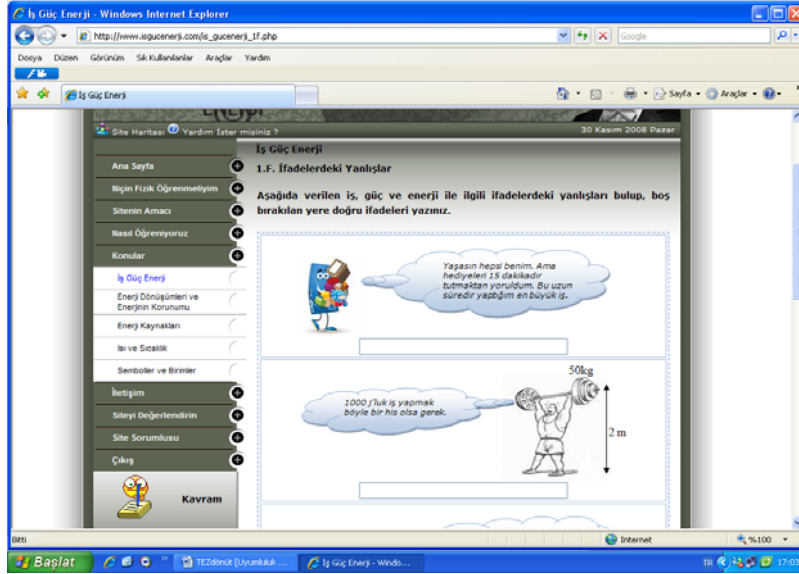 İş Güç Enerji - Windows Internet Explorer
http://www.isgucenerji.com/is_gucenerji_1f.php
Google
Dosya Düzen Görünüm Sık Kullanılanlar Araçlar Yardım
İş Güç Enerji
Sayfa Araçlar
Site Haritası Yardım İster misiniz ?
30 Kasım 2008 Pazar
Ana Sayfa
Niçin Fizik Öğrenmeliyim
Sitenin Amacı
Nasıl Öğreniyoruz
Konular
İş Güç Enerji
Enerji Dönüşümleri ve
Enerjinin Korunumu
Enerji Kaynakları
Isı ve Sıcaklık
Semboller ve Birimler
İletişim
Siteyi Değerlendirin
Site Sorumlusu
Çıkış
Kavram
İş Güç Enerji
1.F. İfadelerdeki Yanlışlar
Aşağıda verilen iş, güç ve enerji ile ilgili ifadelerdeki yanlışları bulup, boş
bırakılan yere doğru ifadeleri yazınız.
Yaşasın hepsi benim. Ama
hediyeleri 15 dakikadır
tutmaktan yoruldum. Bu uzun
süredir yaptığım en büyük iş.
1000 j'luk iş yapmak
böyle bir his olsa gerek.
50kg
2 m
Bitti
Internet
%100
Başlat
TEZdönüt [Uyumluluk ...
İş Güç Enerji - Windo...
TR
17:03